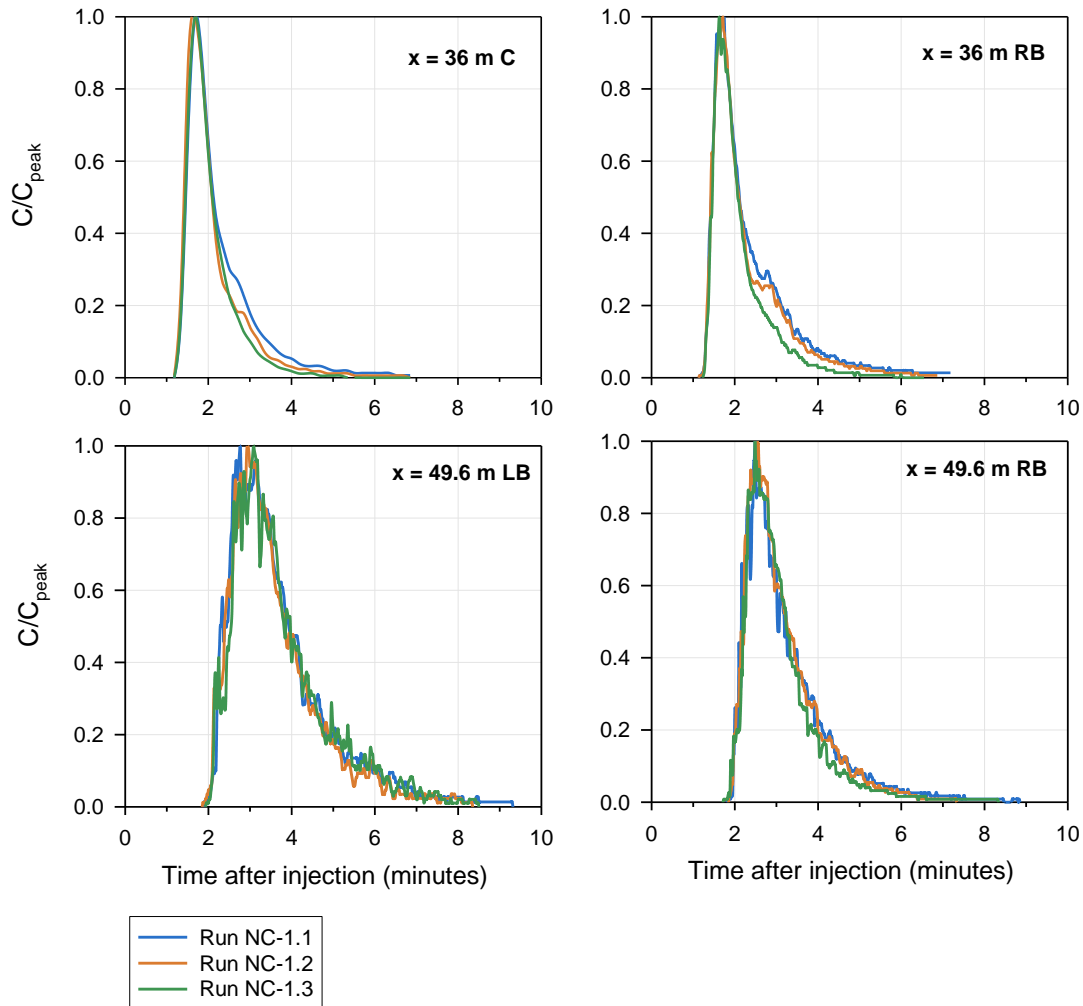 x = 36 m C
1.0
0.8
0.6
0.4
0.2
0.0
0 2 4 6 8 10
C/Cpeak
x = 36 m RB
1.0
0.8
0.6
0.4
0.2
0.0
0 2 4 6 8 10
x = 49.6 m LB
1.0
0.8
0.6
0.4
0.2
0.0
0 2 4 6 8 10
C/Cpeak
Time after injection (minutes)
x = 49.6 m RB
1.0
0.8
0.6
0.4
0.2
0.0
0 2 4 6 8 10
Time after injection (minutes)
Run NC-1.1
Run NC-1.2
Run NC-1.3